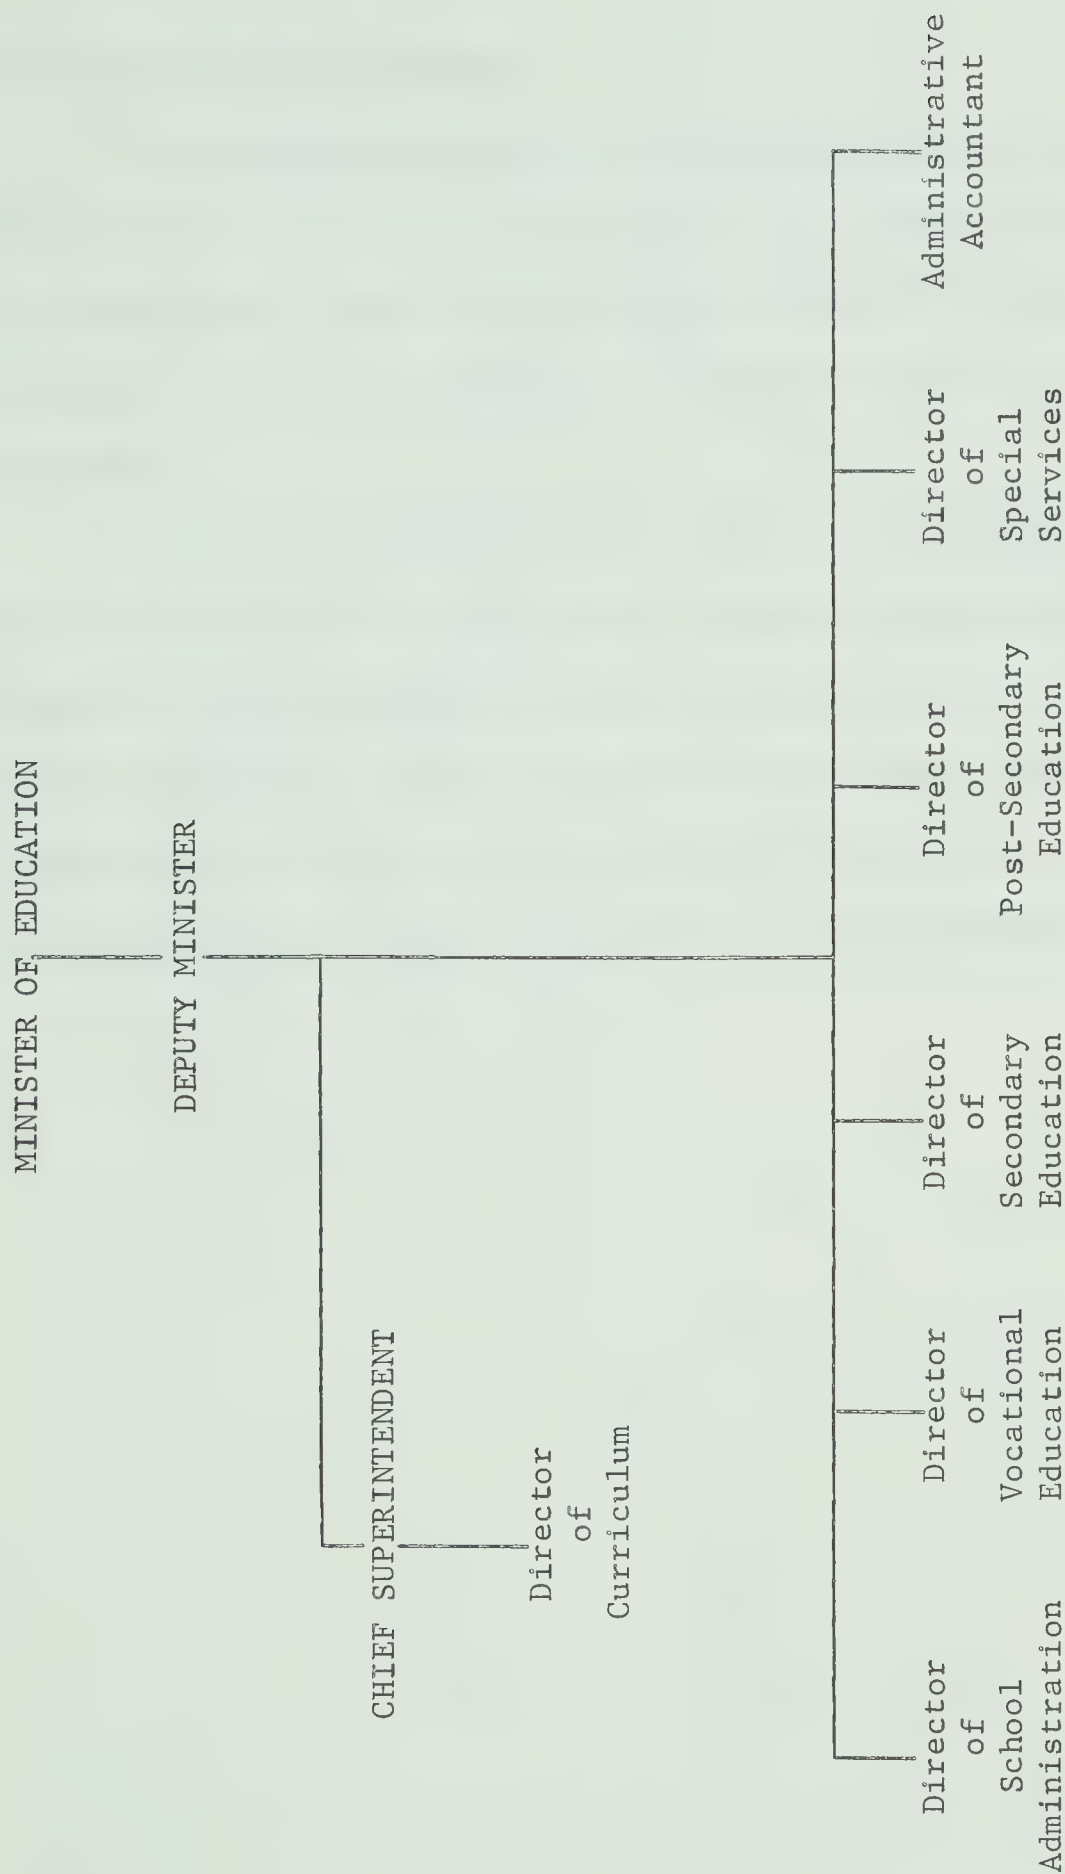 MINISTER OF EDUCATION
DEPUTY MINISTER
CHIEF SUPERINTENDENT
Director
of
Curriculum
Director
of
School
Administration
Director
of
Vocational
Education
Director
of
Secondary
Education
Director
of
Post-Secondary
Education
Director
of
Special
Services
Administrative
Accountant